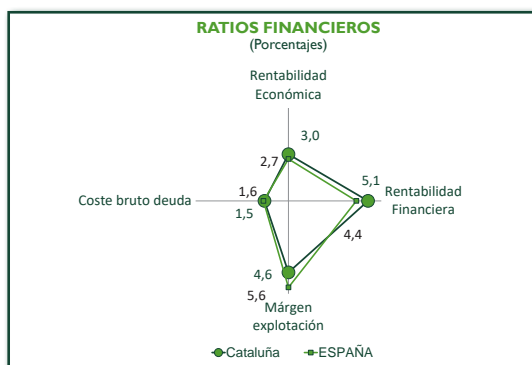 RATIOS FINANCIEROS
(Porcentajes)
Rentabilidad
Económica
3,0
2,7
5,1
Rentabilidad
Financiera
4,4
1,6
Coste bruto deuda
1,5
4,6
5,6
Márgen
explotación
Cataluña
ESPAÑA